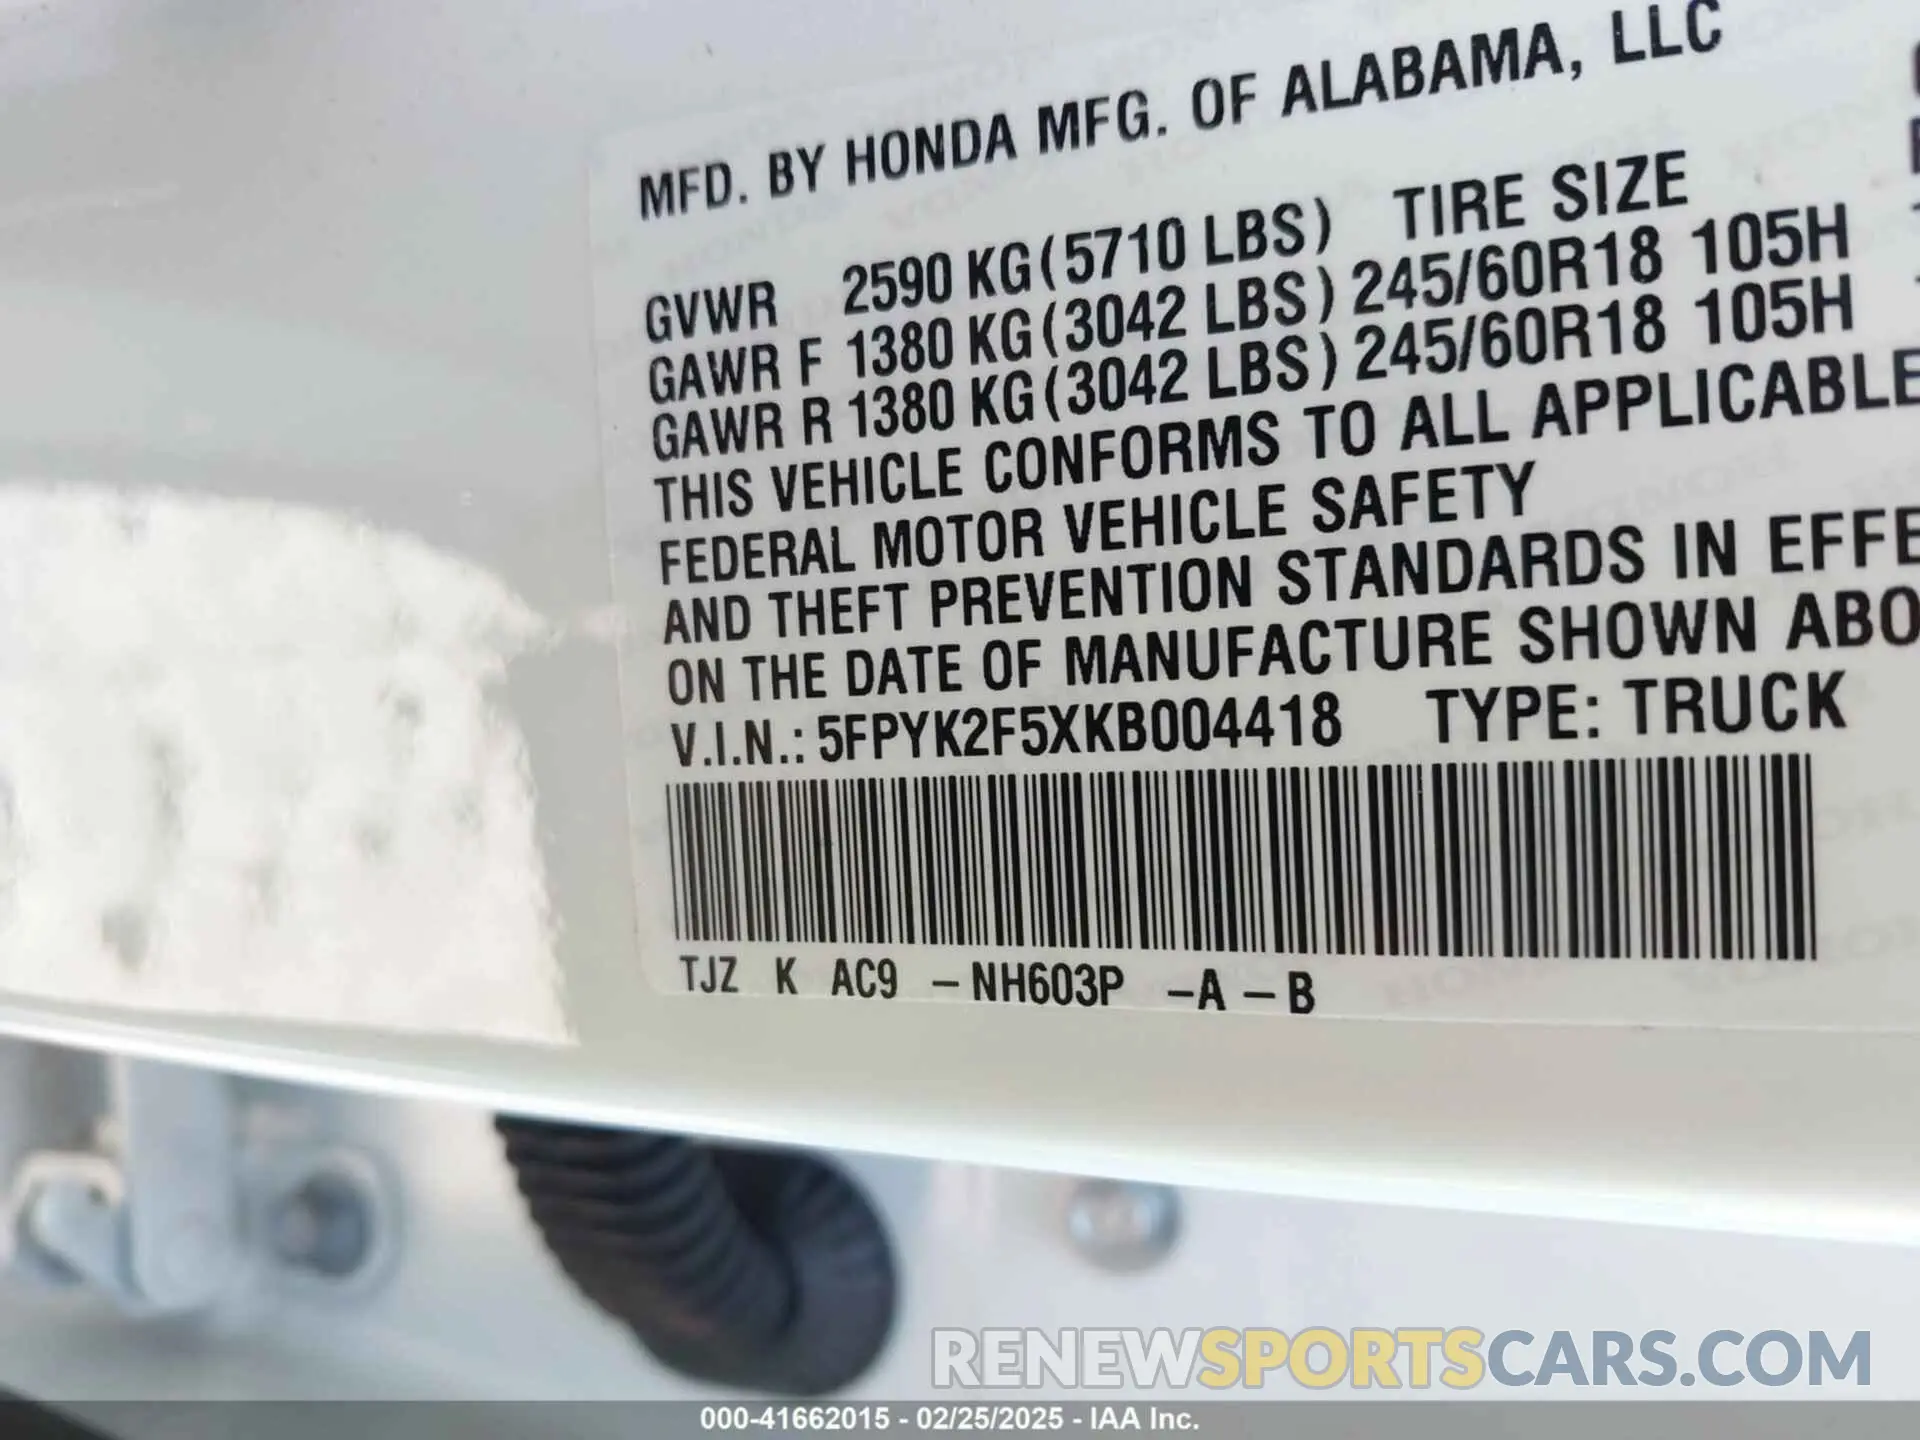 MFD. BY HONDA MFG. OF ALABAMA, LLC
GVWR 2590 KG (5710 LBS) TIRE SIZE
GAWR F 1380 KG (3042 LBS) 245/60R18 105H
GAWR R 1380 KG (3042 LBS) 245/60R18 105H
THIS VEHICLE CONFORMS TO ALL APPLICABLE
FEDERAL MOTOR VEHICLE SAFETY
AND THEFT PREVENTION STANDARDS IN EFFE
ON THE DATE OF MANUFACTURE SHOWN ABO
V.I.N.: 5FPYK2F5XKB004418 TYPE: TRUCK
TJZ K AC9 – NH603P –A – B
RENEWSPORTSCARS.COM
000-41662015 - 02/25/2025 - IAA Inc.